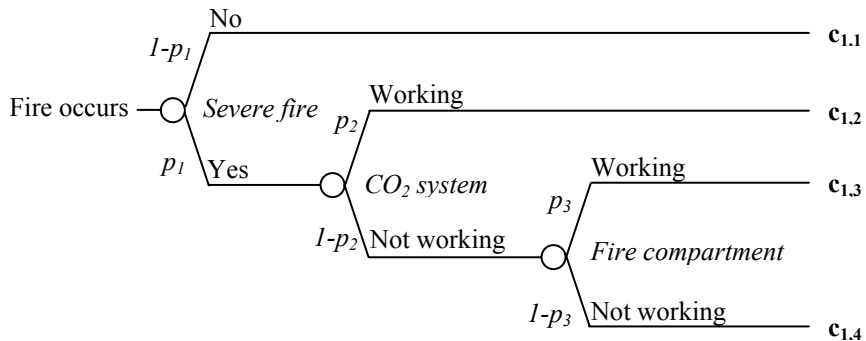 No
1-p1
c1,1
Fire occurs
Severe fire
Working
p2
c1,2
p1
Yes
CO2 system
Working
p3
c1,3
1-p2
Not working
Fire compartment
1-p3
Not working
c1,4